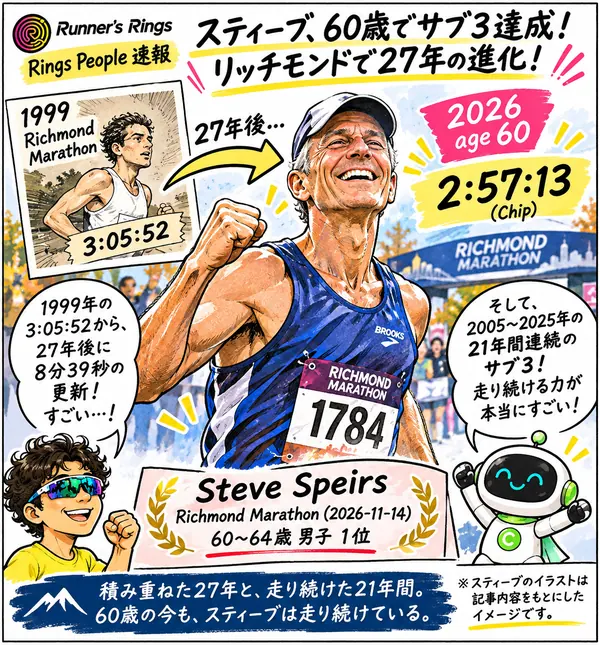 Runner's Rings
Rings People 速報
スティーブ、60歳でサブ3達成！
リッチモンドで27年の進化！
1999
Richmond
Marathon
3:05:52
27年後…
2026
age 60
2:57:13
(Chip)
RICHMOND
MARATHON
1999年の
3:05:52から、
27年後に
8分39秒の
更新！
すごい…！
そして、
2005～2025年の
21年間連続の
サブ3！
走り続ける力が
本当にすごい！
BROOKS
RICHMOND
MARATHON
1784
C
Steve Speirs
Richmond Marathon (2026-11-14)
60～64歳 男子 1位
積み重ねた27年と、走り続けた21年間。
60歳の今も、スティーブは走り続けている。
※スティーブのイラストは
記事内容をもとにした
イメージです。